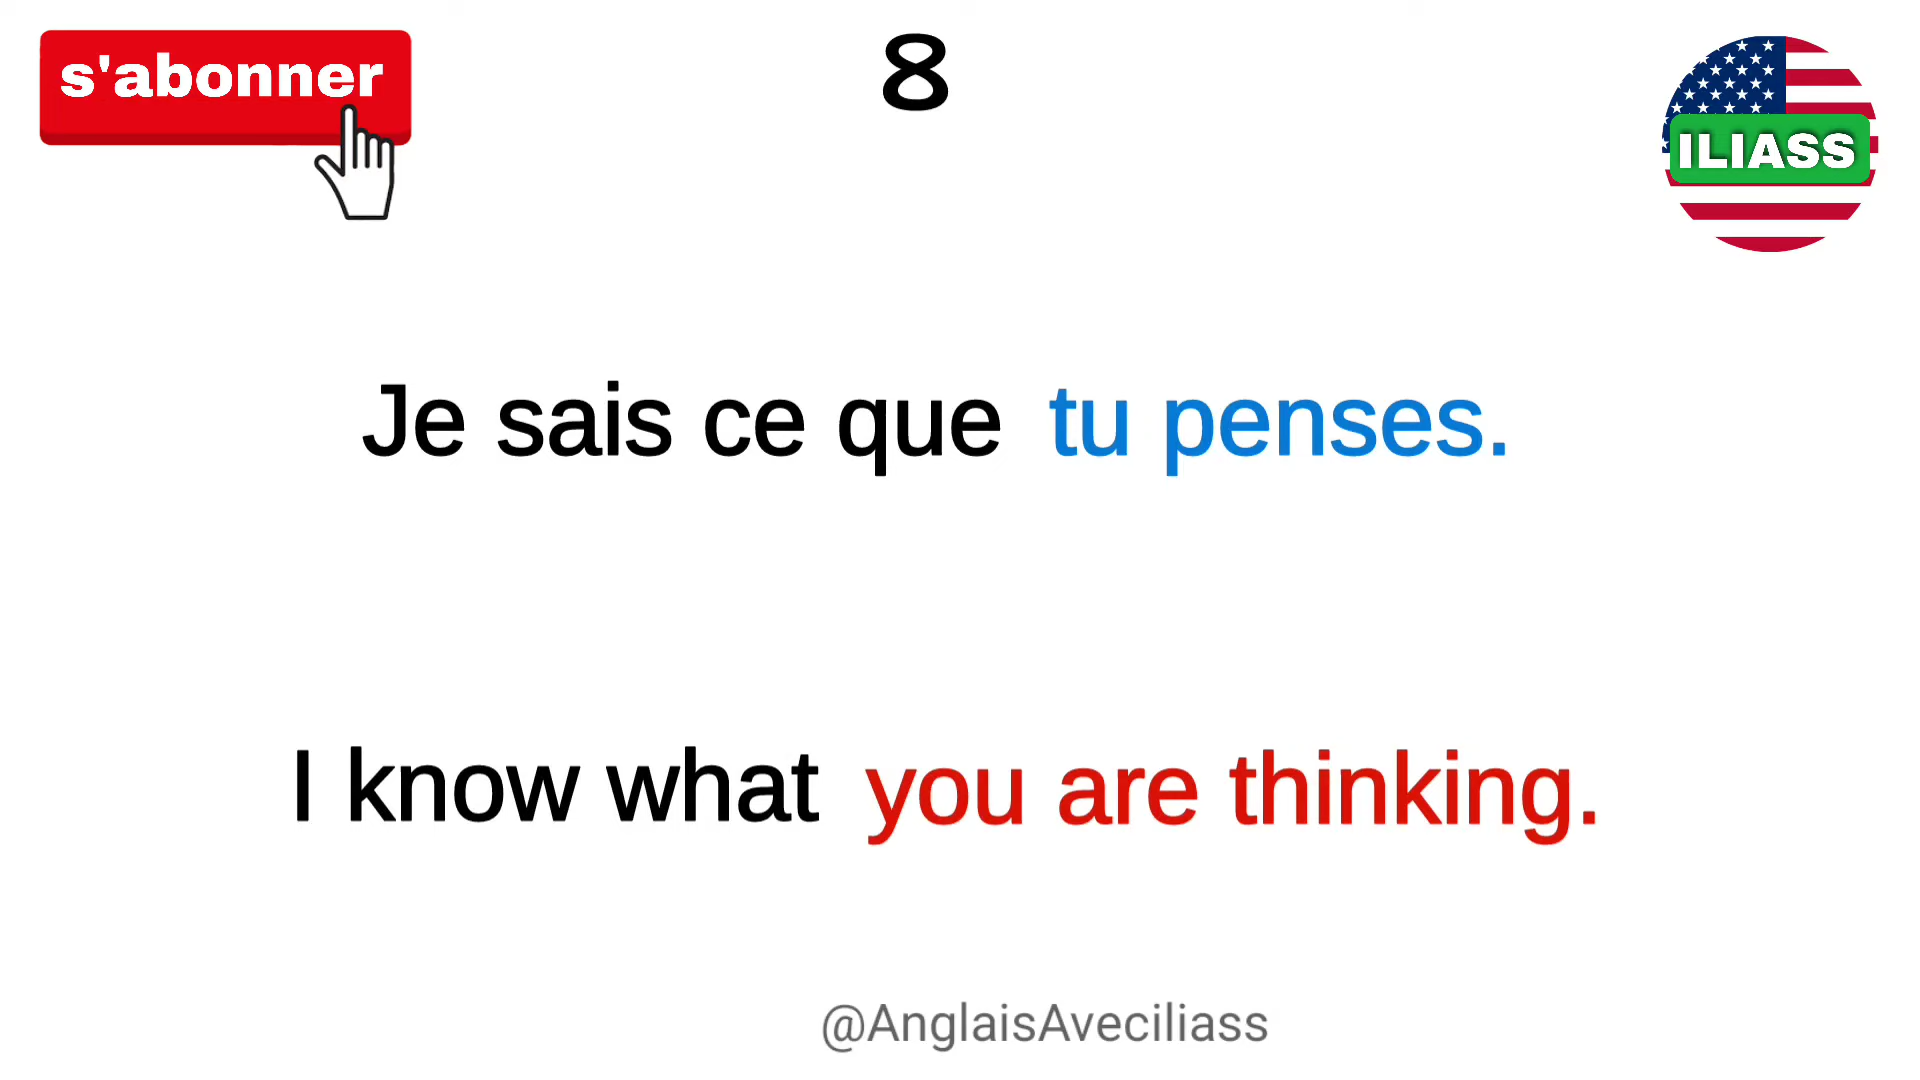 s'abonner
8
ILIASS
Je sais ce que tu penses.
I know what you are thinking.
@AnglaisAveciliass